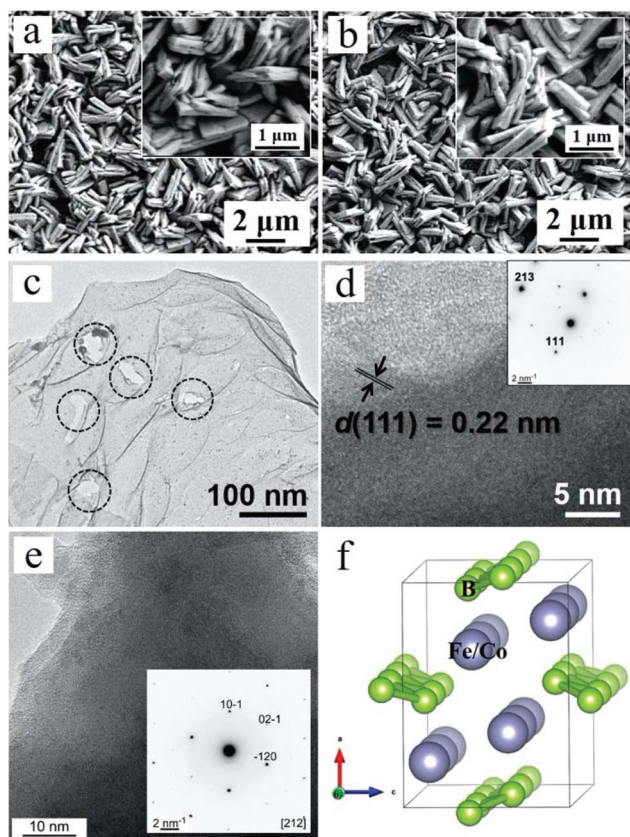 a
1 μm
2 μm
b
1 μm
2 μm
c
100 nm
d
213
111
2 nm⁻¹
d(111) = 0.22 nm
5 nm
e
10-1
02-1
-120
2 nm⁻¹
[212]
10 nm
f
B
Fe/Co
a
b
c